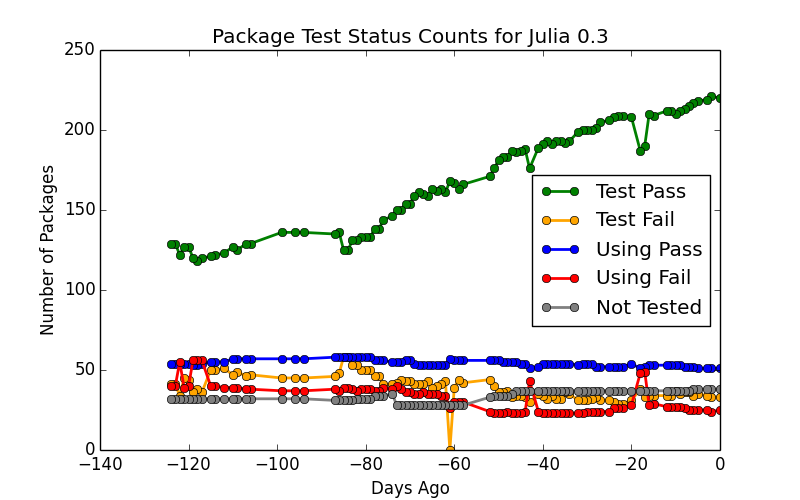 Package Test Status Counts for Julia 0.3
250
200
150
100
50
0
Number of Packages
Test Pass
Test Fail
Using Pass
Using Fail
Not Tested
−140 −120 −100 −80 −60 −40 −20 0
Days Ago